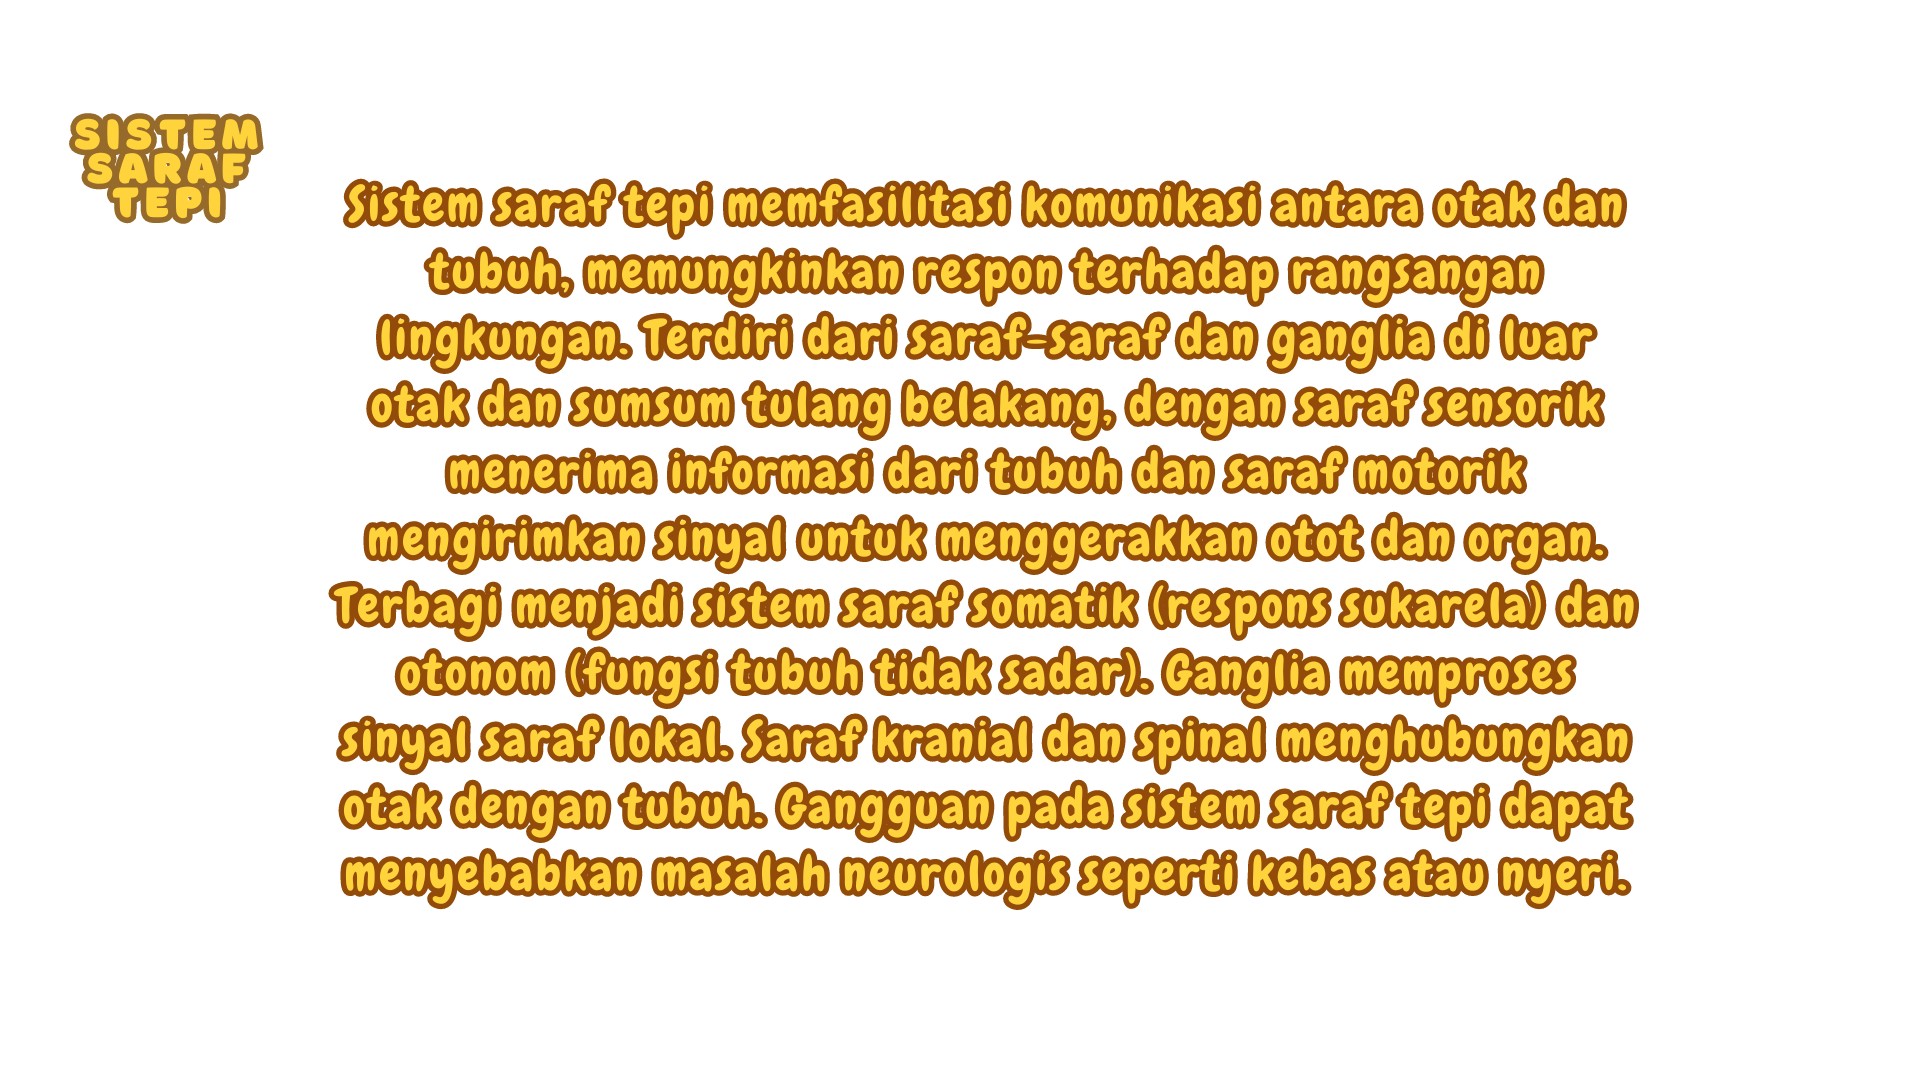 SISTEM
SARAF
TEPI
Sistem saraf tepi memfasilitasi komunikasi antara otak dan
tubuh, memungkinkan respon terhadap rangsangan
lingkungan. Terdiri dari saraf-saraf dan ganglia di luar
otak dan sumsum tulang belakang, dengan saraf sensorik
menerima informasi dari tubuh dan saraf motorik
mengirimkan sinyal untuk menggerakkan otot dan organ.
Terbagi menjadi sistem saraf somatik (respons sukarela) dan
otonom (fungsi tubuh tidak sadar). Ganglia memproses
sinyal saraf lokal. Saraf kranial dan spinal menghubungkan
otak dengan tubuh. Gangguan pada sistem saraf tepi dapat
menyebabkan masalah neurologis seperti kebas atau nyeri.